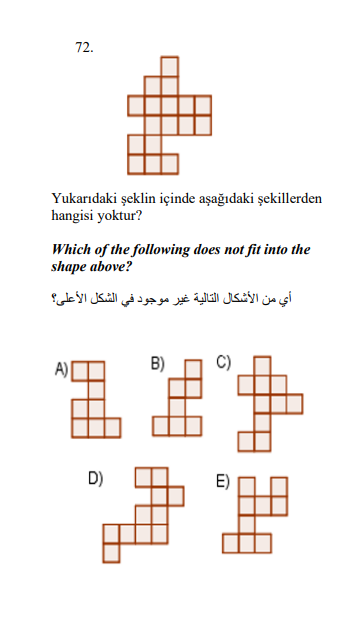 72.
Yukarıdaki şeklin içinde aşağıdaki şekillerden
hangisi yoktur?
Which of the following does not fit into the
shape above?
أي من الأشكال التالية غير موجود في الشكل الأعلى؟
A)
B)
C)
D)
E)